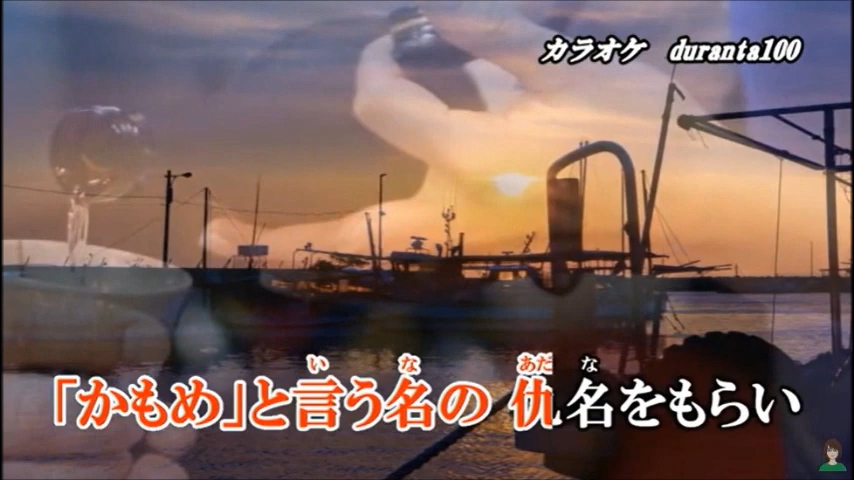 カラオケ duranta100
い な あだ な
「かもめ」と言う名の 仇名をもらい